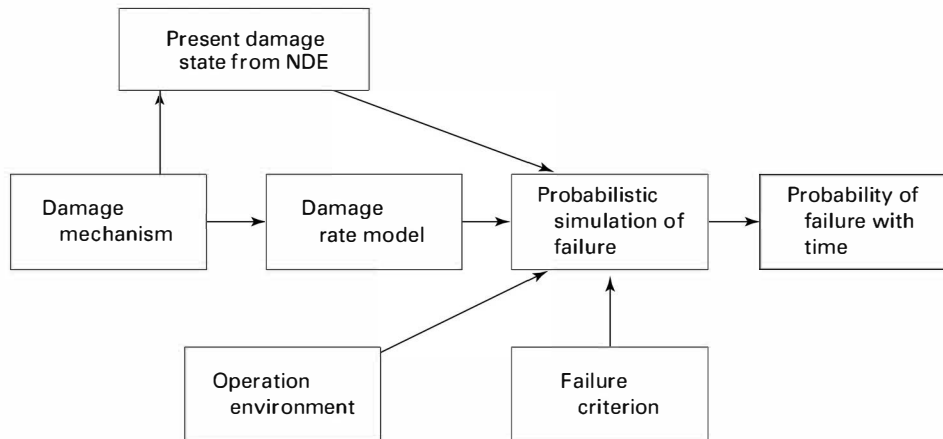 Present damage
state from NDE
Damage
mechanism
Damage
rate model
Probabilistic
simulation of
failure
Probability of
failure with
time
Operation
environment
Failure
criterion